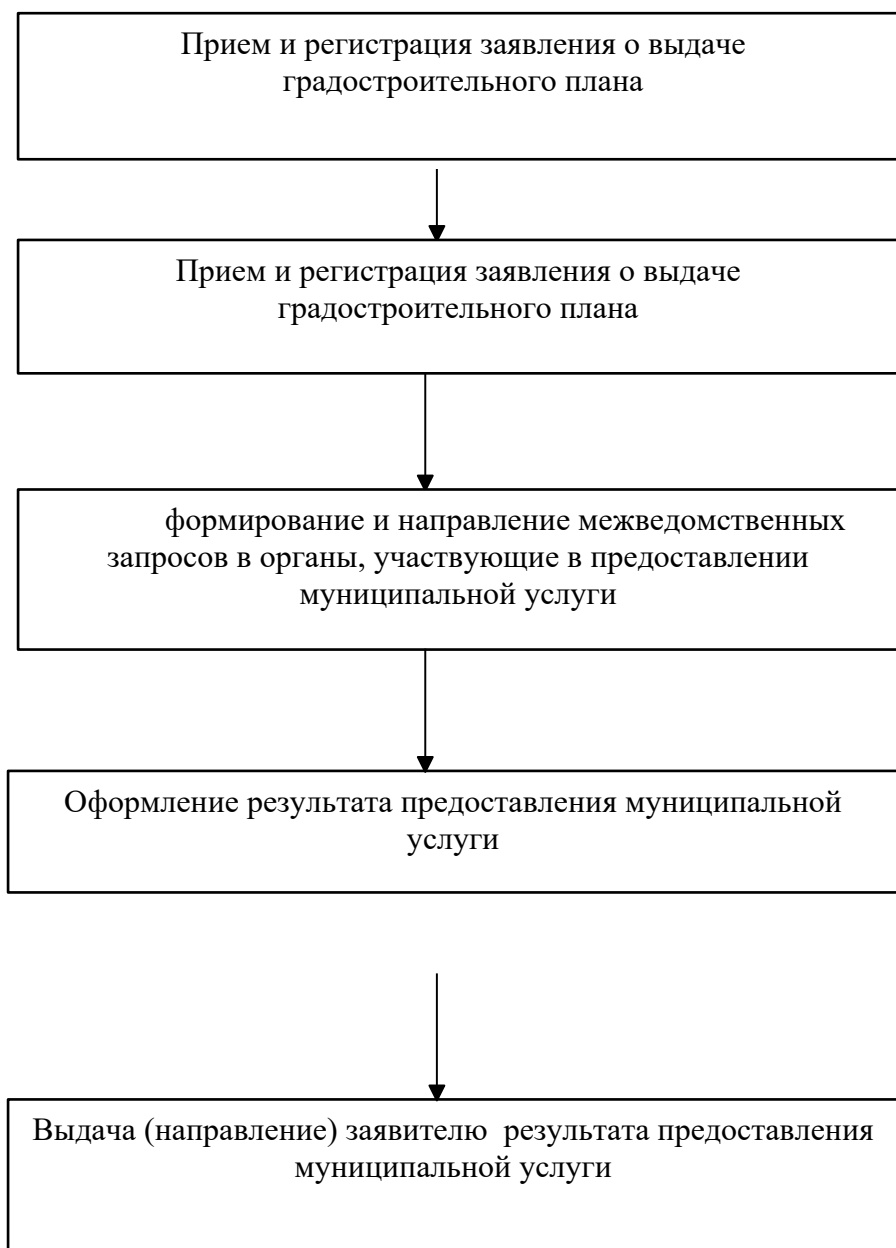 Прием и регистрация заявления о выдаче
градостроительного плана
Прием и регистрация заявления о выдаче
градостроительного плана
формирование и направление межведомственных
запросов в органы, участвующие в предоставлении
муниципальной услуги
Оформление результата предоставления муниципальной
услуги
Выдача (направление) заявителю  результата предоставления
муниципальной услуги